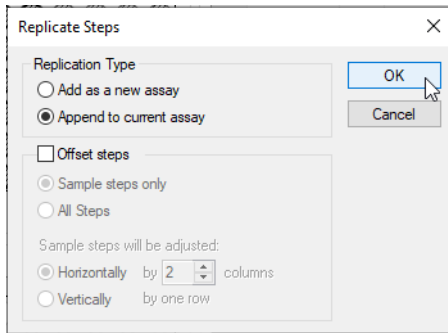 Replicate Steps
Replication Type
Add as a new assay
Append to current assay
OK
Cancel
Offset steps
Sample steps only
All Steps
Sample steps will be adjusted:
Horizontally by 2 columns
Vertically by one row